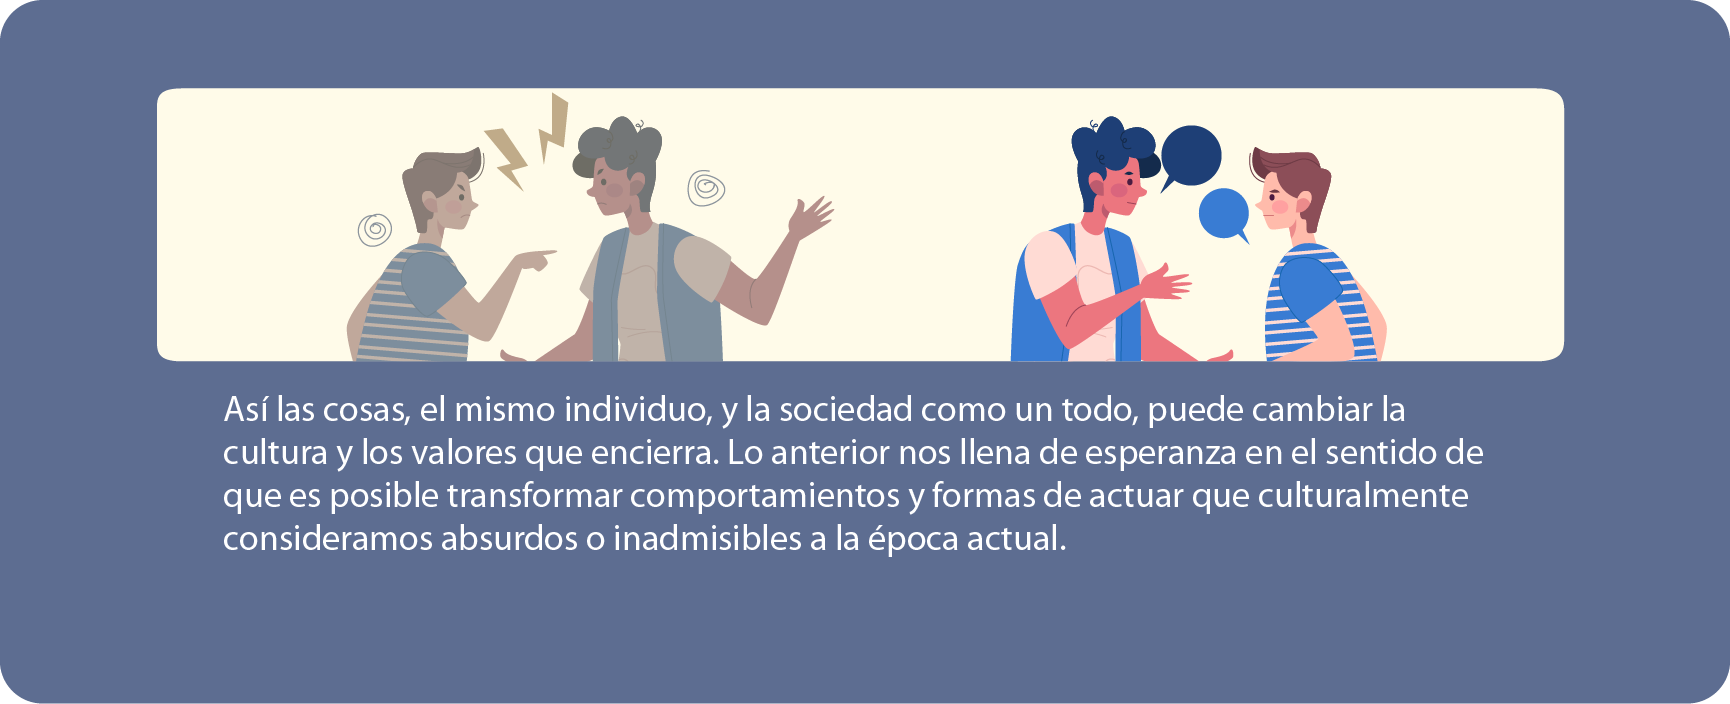 Así las cosas, el mismo individuo, y la sociedad como un todo, puede cambiar la
cultura y los valores que encierra. Lo anterior nos llena de esperanza en el sentido de
que es posible transformar comportamientos y formas de actuar que culturalmente
consideramos absurdos o inadmisibles a la época actual.